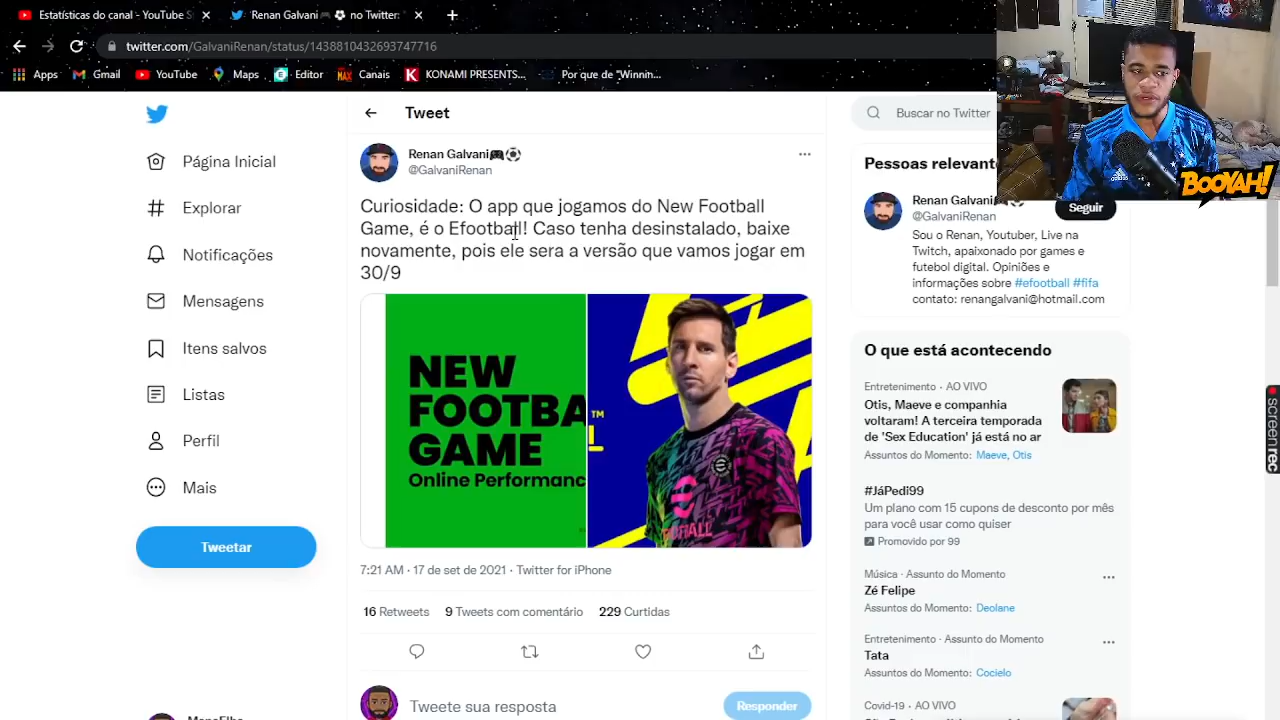 Estatísticas do canal - YouTube S
Renan Galvani🎮⚽ no Twitter:
twitter.com/GalvaniRenan/status/1438810432693747716
Apps
Gmail
YouTube
Maps
Editor
Canais
KONAMI PRESENTS...
Por que de "Winnin...
BOOYAH!
Tweet
Buscar no Twitter
Página Inicial
Explorar
Notificações
Mensagens
Itens salvos
Listas
Perfil
Mais
Tweetar
Renan Galvani🎮⚽
@GalvaniRenan
Curiosidade: O app que jogamos do New Football
Game, é o Efootball! Caso tenha desinstalado, baixe
novamente, pois ele sera a versão que vamos jogar em
30/9
NEW
FOOTBA
GAME
Online Performanc
7:21 AM · 17 de set de 2021 · Twitter for iPhone
16 Retweets 9 Tweets com comentário 229 Curtidas
Tweete sua resposta
Responder
Pessoas relevant
Renan Galvani
@GalvaniRenan
Seguir
Sou o Renan, Youtuber, Live na
Twitch, apaixonado por games e
futebol digital. Opiniões e
informações sobre #efootball #fifa
contato: renangalvani@hotmail.com
O que está acontecendo
Entretenimento · AO VIVO
Otis, Maeve e companhia
voltaram! A terceira temporada
de 'Sex Education' já está no ar
Assuntos do Momento: Maeve, Otis
#JáPedi99
Um plano com 15 cupons de desconto por mês
para você usar como quiser
Promovido por 99
Música · Assunto do Momento
Zé Felipe
Assuntos do Momento: Deolane
Entretenimento · Assunto do Momento
Tata
Assuntos do Momento: Cocielo
Covid-19 · AO VIVO
screenrec